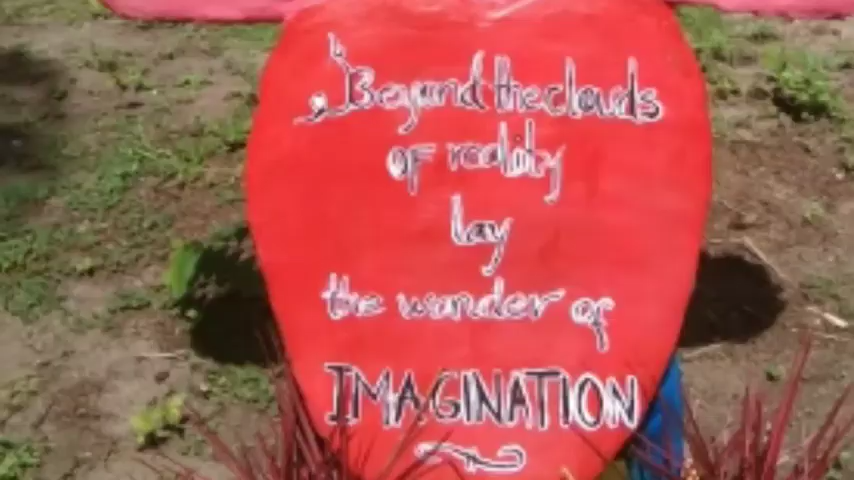 Beyond the clouds
of reality
lay
the wonder of
IMAGINATION